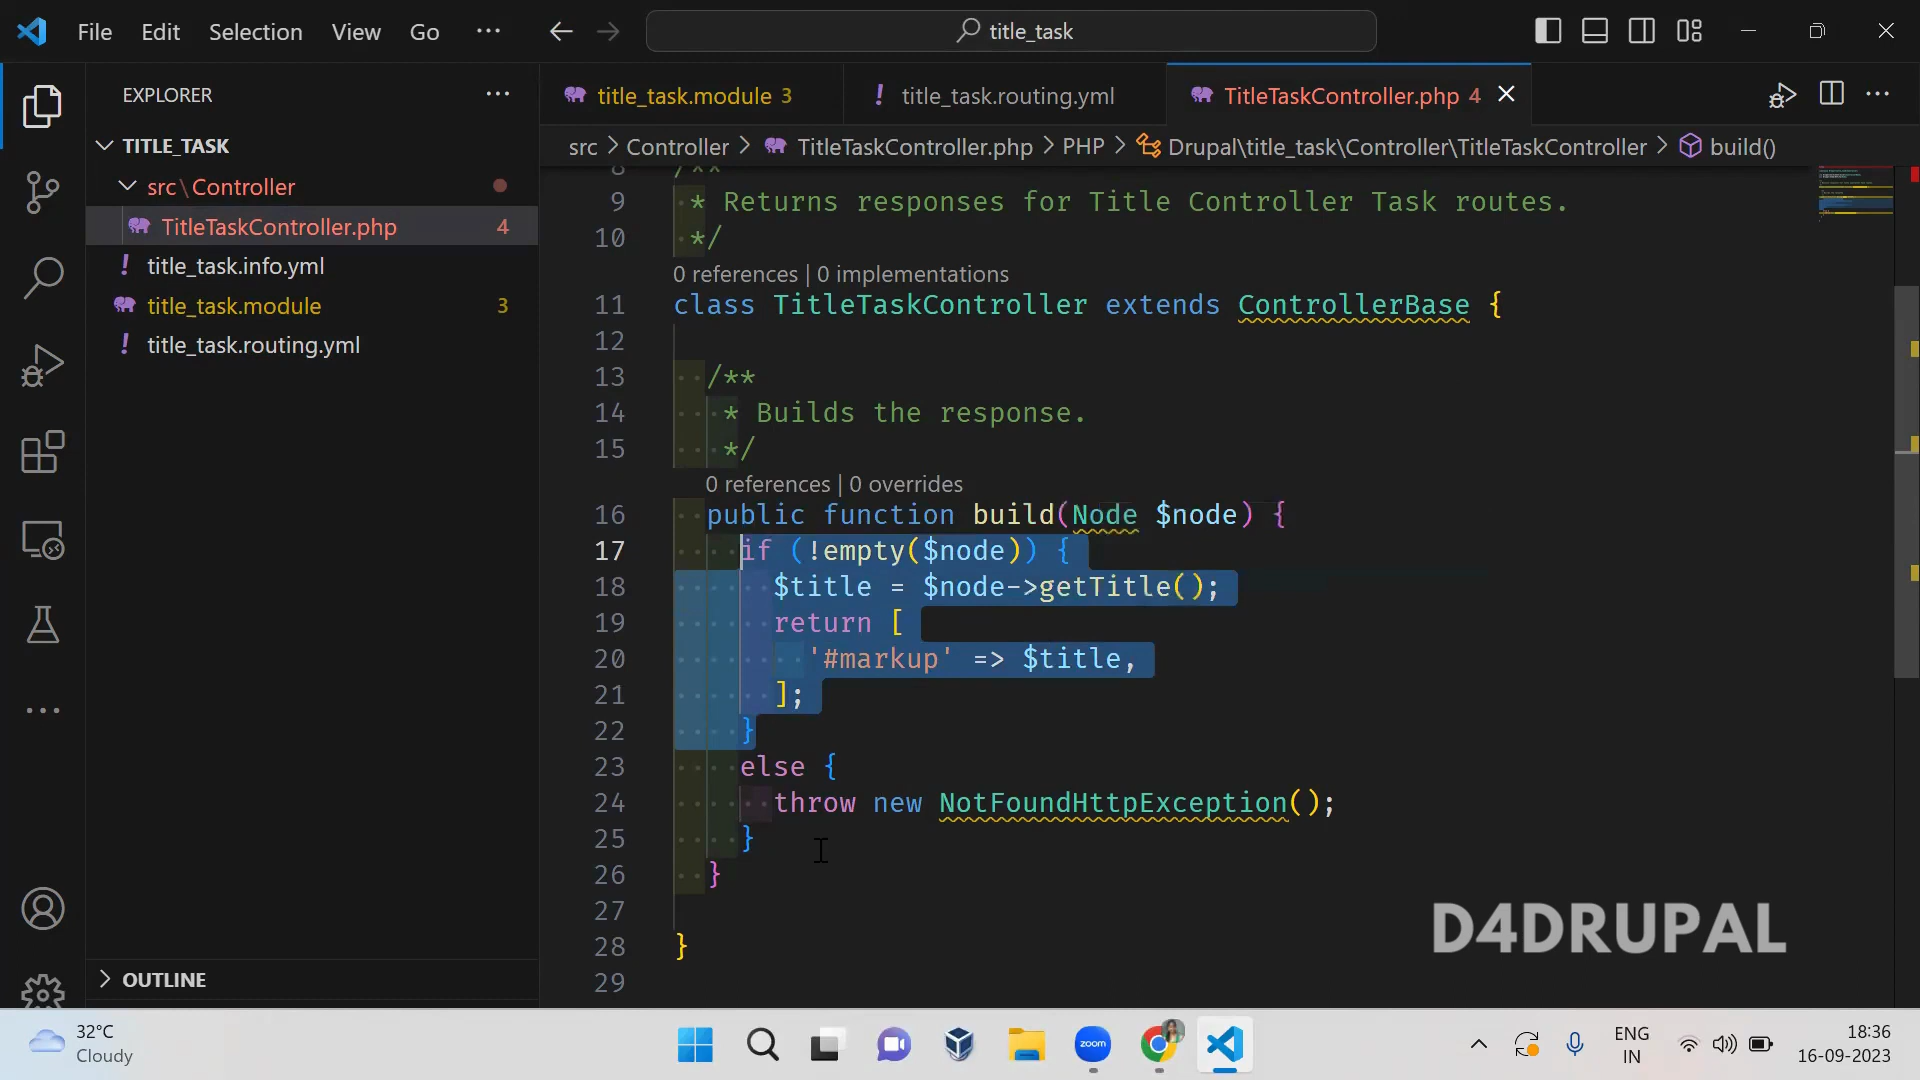 File Edit Selection View Go ··· title_task
EXPLORER ···
title_task.module 3
title_task.routing.yml
TitleTaskController.php 4
TITLE_TASK
src > Controller > TitleTaskController.php > PHP > Drupal\title_task\Controller\TitleTaskController > build()
src\Controller
TitleTaskController.php 4
title_task.info.yml
title_task.module 3
title_task.routing.yml
8 /**
9 * Returns responses for Title Controller Task routes.
10 */
0 references | 0 implementations
11 class TitleTaskController extends ControllerBase {
12
13 /**
14 * Builds the response.
15 */
0 references | 0 overrides
16 public function build(Node $node) {
17 if (!empty($node)) {
18 $title = $node->getTitle();
19 return [
20 '#markup' => $title,
21 ];
22 }
23 else {
24 throw new NotFoundHttpException();
25 }
26 }
27
28 }
29
D4DRUPAL
OUTLINE
32°C
Cloudy
zoom
ENG
IN
18:36
16-09-2023